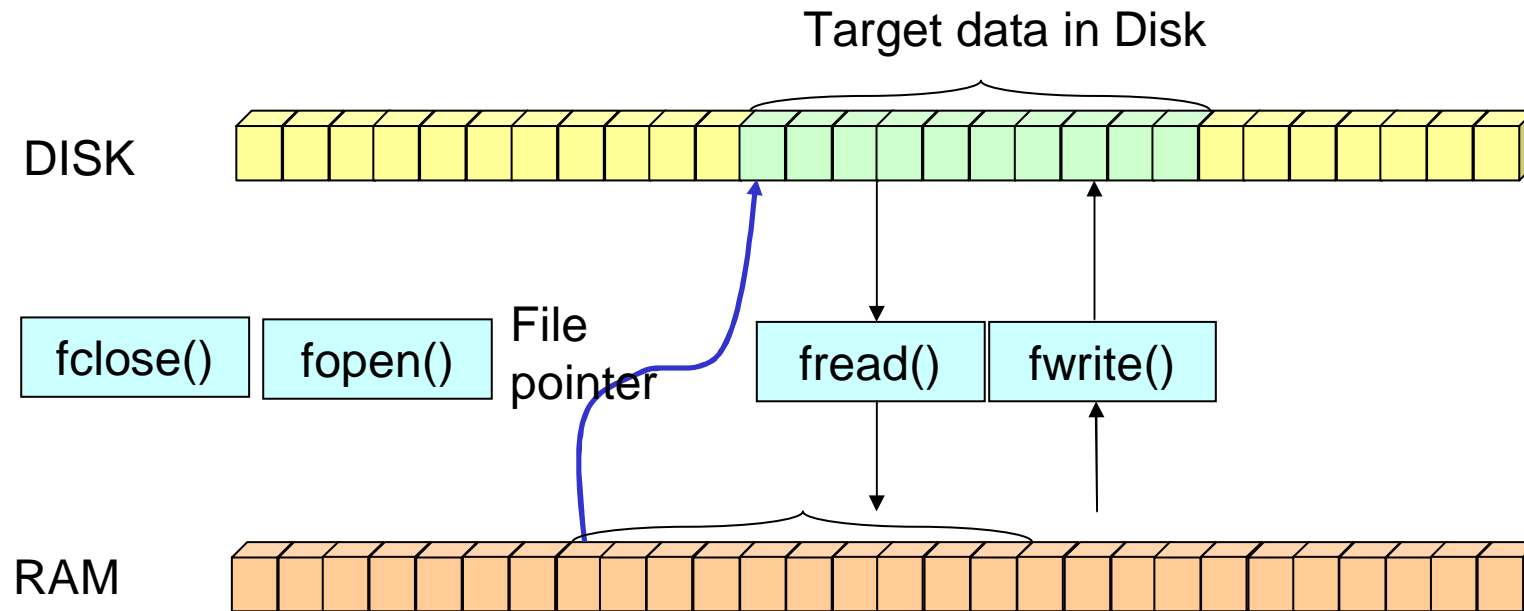 Target data in Disk
DISK
fclose()
fopen()
File
pointer
fread()
fwrite()
RAM